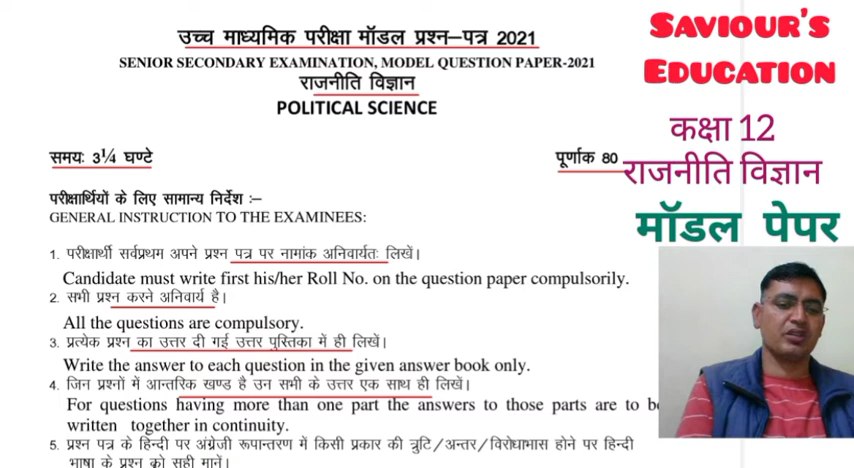 उच्च माध्यमिक परीक्षा मॉडल प्रश्न–पत्र 2021
SENIOR SECONDARY EXAMINATION, MODEL QUESTION PAPER-2021
राजनीति विज्ञान
POLITICAL SCIENCE
समयः 3¼ घण्टे
पूर्णाक 80
परीक्षार्थियों के लिए सामान्य निर्देश :–
GENERAL INSTRUCTION TO THE EXAMINEES:
1. परीक्षार्थी सर्वप्रथम अपने प्रश्न पत्र पर नामांक अनिवार्यतः लिखें।
Candidate must write first his/her Roll No. on the question paper compulsorily.
2. सभी प्रश्न करने अनिवार्य है।
All the questions are compulsory.
3. प्रत्येक प्रश्न का उत्तर दी गई उत्तर पुस्तिका में ही लिखें।
Write the answer to each question in the given answer book only.
4. जिन प्रश्नों में आन्तरिक खण्ड है उन सभी के उत्तर एक साथ ही लिखें।
For questions having more than one part the answers to those parts are to be
written together in continuity.
5. प्रश्न पत्र के हिन्दी पर अंग्रेजी रूपान्तरण में किसी प्रकार की त्रुटि/अन्तर/विरोधाभास होने पर हिन्दी
भाषा के प्रश्न को सही मानें।
SAVIOUR'S
EDUCATION
कक्षा 12
राजनीति विज्ञान
मॉडल पेपर